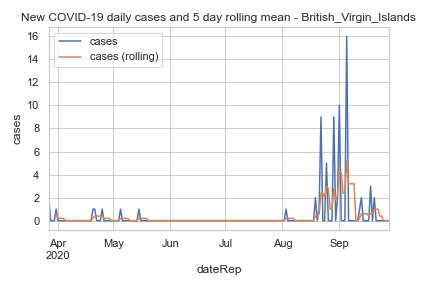 New COVID-19 daily cases and 5 day rolling mean - British_Virgin_Islands
cases
cases (rolling)
16
14
12
10
8
6
4
2
0
cases
Apr May Jun Jul Aug Sep
2020
dateRep